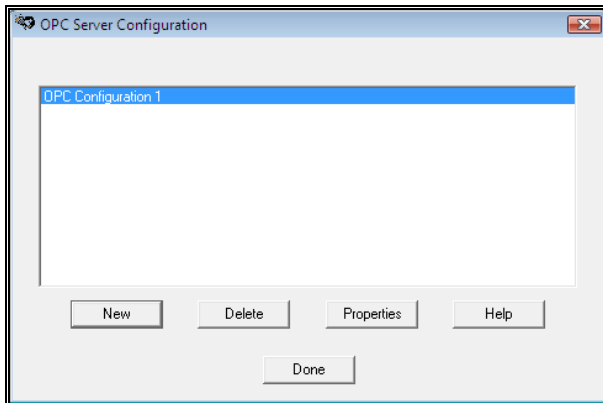 OPC Server Configuration
OPC Configuration 1
New Delete Properties Help
Done